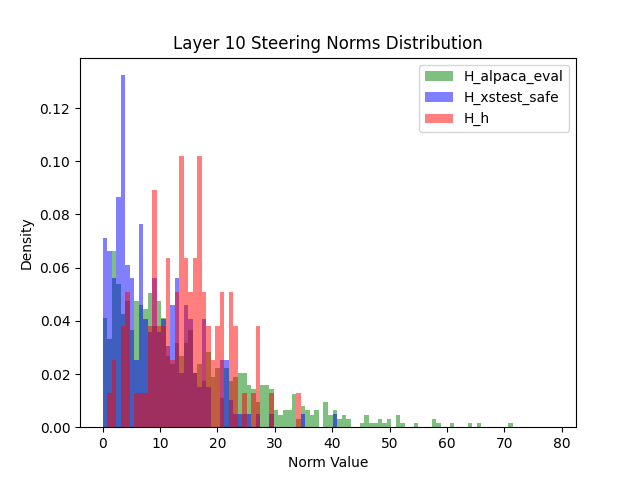 Layer 10 Steering Norms Distribution
H_alpaca_eval
H_xstest_safe
H_h
Density
0.12
0.10
0.08
0.06
0.04
0.02
0.00
0 10 20 30 40 50 60 70 80
Norm Value